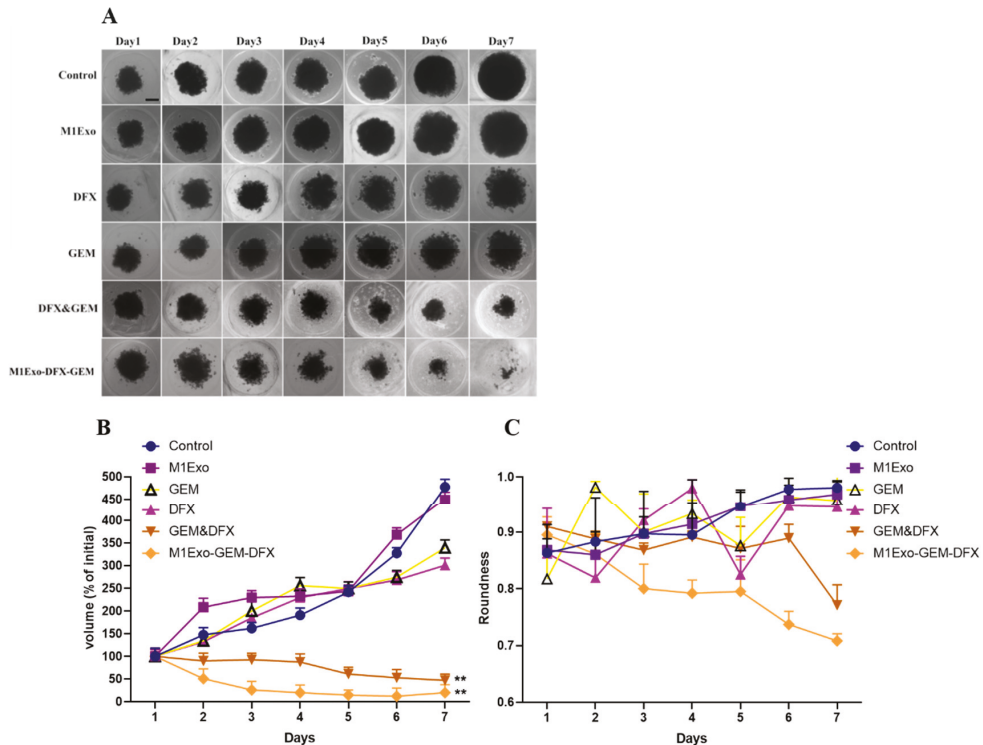 A
Day1 Day2 Day3 Day4 Day5 Day6 Day7
Control
M1Exo
DFX
GEM
DFX&GEM
M1Exo-DFX-GEM
B
Control
M1Exo
GEM
DFX
GEM&DFX
M1Exo-GEM-DFX
volume (% of initial)
500
450
400
350
300
250
200
150
100
50
0
**
**
1 2 3 4 5 6 7
Days
C
Control
M1Exo
GEM
DFX
GEM&DFX
M1Exo-GEM-DFX
Roundness
1.0
0.9
0.8
0.7
0.6
1 2 3 4 5 6 7
Days